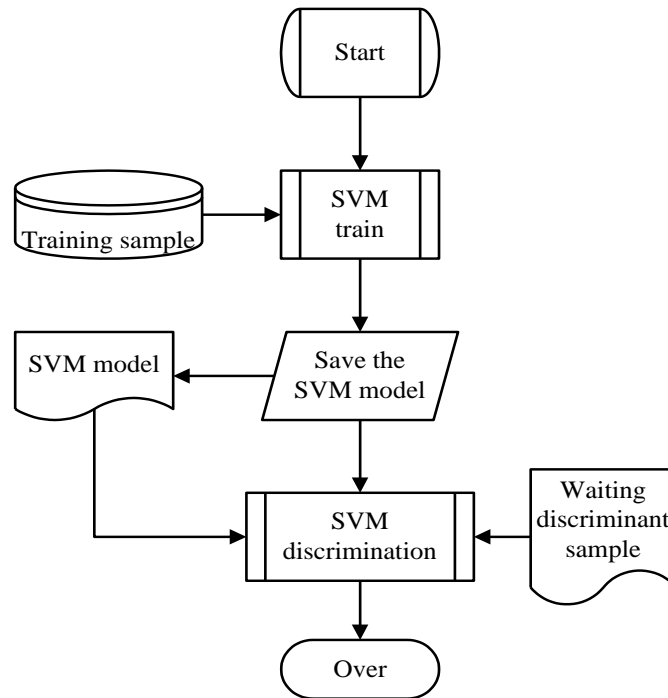 Start
SVM
train
Training sample
SVM model
Save the
SVM model
Waiting
discriminant
sample
SVM
discrimination
Over